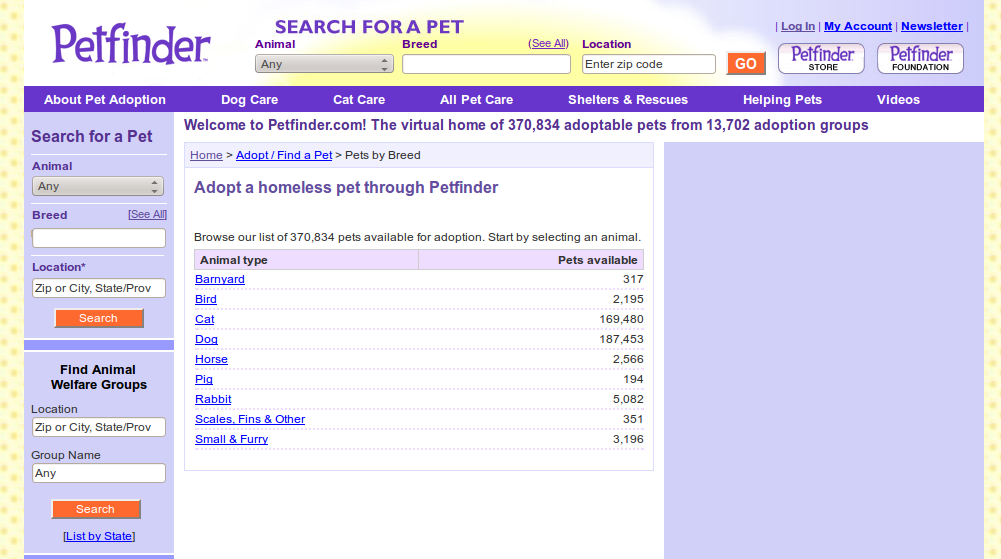 Petfinder
SEARCH FOR A PET
Animal
Breed
(See All)
Location
Any
Enter zip code
GO
| Log In | My Account | Newsletter |
Petfinder STORE
Petfinder FOUNDATION
About Pet Adoption
Dog Care
Cat Care
All Pet Care
Shelters & Rescues
Helping Pets
Videos
Search for a Pet
Animal
Any
Breed
[See All]
Location*
Zip or City, State/Prov
Search
Find Animal
Welfare Groups
Location
Zip or City, State/Prov
Group Name
Any
Search
[List by State]
Welcome to Petfinder.com! The virtual home of 370,834 adoptable pets from 13,702 adoption groups
Home > Adopt / Find a Pet > Pets by Breed
Adopt a homeless pet through Petfinder
Browse our list of 370,834 pets available for adoption. Start by selecting an animal.
Animal type Pets available
Barnyard 317
Bird 2,195
Cat 169,480
Dog 187,453
Horse 2,566
Pig 194
Rabbit 5,082
Scales, Fins & Other 351
Small & Furry 3,196